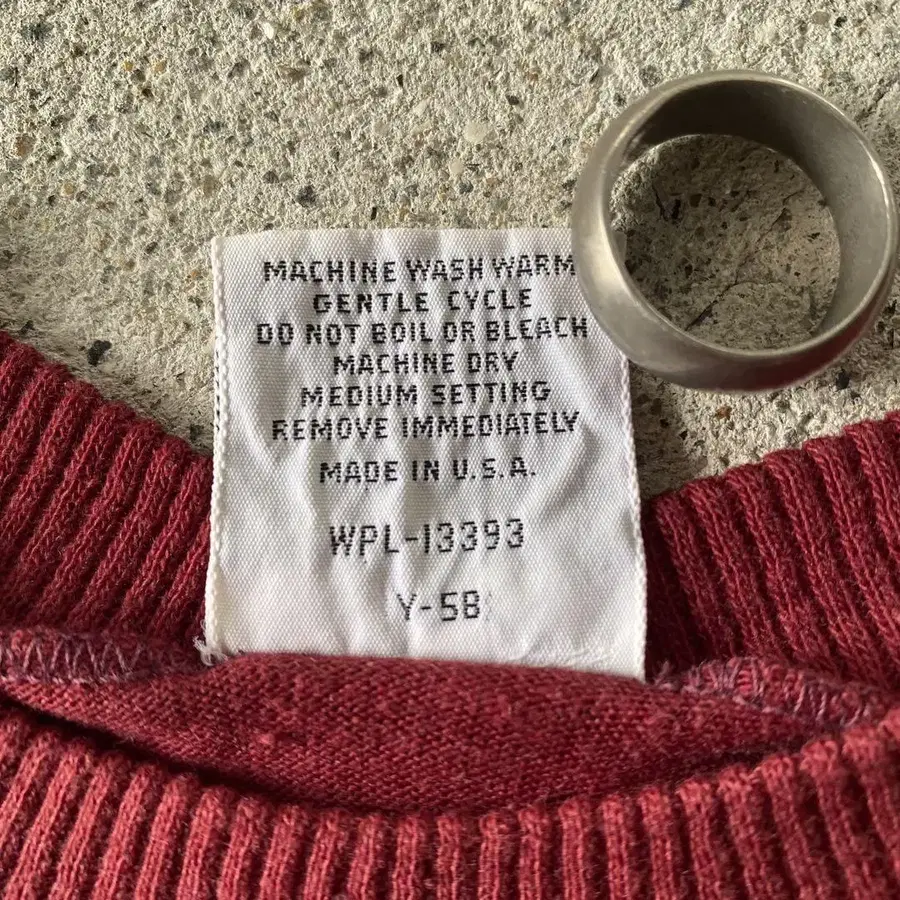 MACHINE WASH WARM
GENTLE CYCLE
DO NOT BOIL OR BLEACH
MACHINE DRY
MEDIUM SETTING
REMOVE IMMEDIATELY
MADE IN U.S.A.
WPL-13393
Y-58